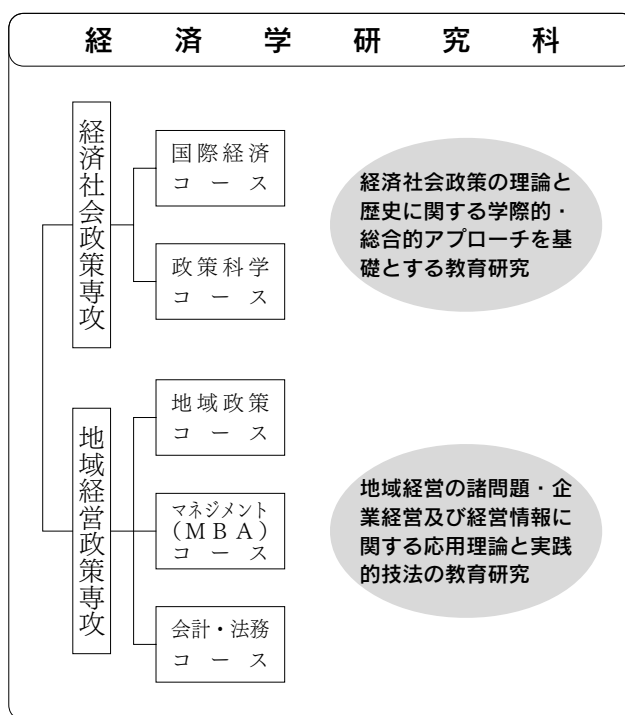 経済学研究科
経済社会政策専攻
国際経済
コース
政策科学
コース
経済社会政策の理論と
歴史に関する学際的・
総合的アプローチを基
礎とする教育研究
地域経営政策専攻
地域政策
コース
マネジメント
(MBA)
コース
会計・法務
コース
地域経営の諸問題・企
業経営及び経営情報に
関する応用理論と実践
的技法の教育研究